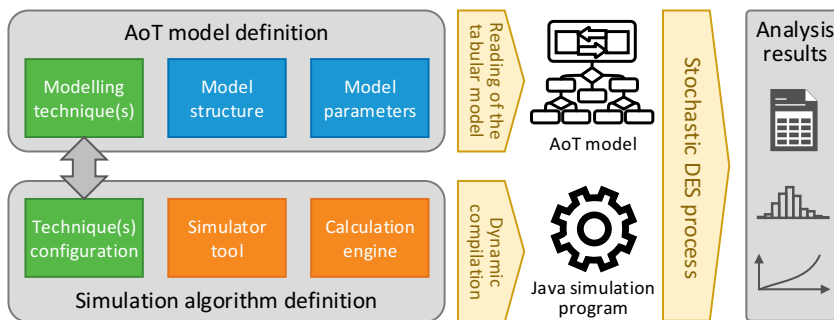 AoT model definition
Modelling
technique(s)
Model
structure
Model
parameters
Reading of the
tabular model
AoT model
Technique(s)
configuration
Simulator
tool
Calculation
engine
Simulation algorithm definition
Dynamic
compilation
Java simulation
program
Stochastic DES process
Analysis
results